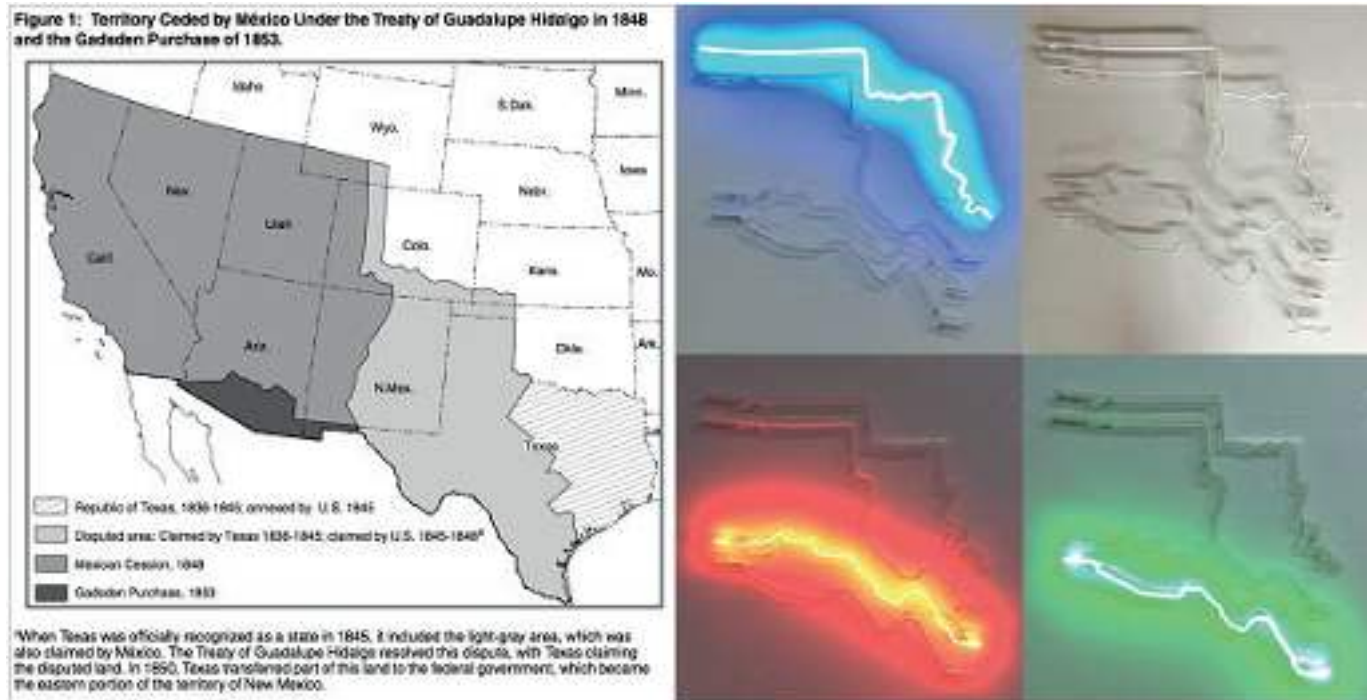 Figure 1: Territory Ceded by México Under the Treaty of Guadalupe Hidalgo in 1848
and the Gadsden Purchase of 1853.
Idaho
Wyo.
S.Dak.
Minn.
Iowa
Nebr.
Nev.
Utah
Calif.
Colo.
Kans.
Mo.
Ariz.
N.Mex.
Okla.
Ark.
Texas
Republic of Texas, 1836-1845; annexed by U.S. 1845
Disputed area: Claimed by Texas 1836-1845; claimed by U.S. 1845-1848ª
Mexican Cession, 1848
Gadsden Purchase, 1853
ªWhen Texas was officially recognized as a state in 1845, it included the light-gray area, which was
also claimed by México. The Treaty of Guadalupe Hidalgo resolved this dispute, with Texas claiming
the disputed land. In 1850, Texas transferred part of this land to the federal government, which became
the eastern portion of the territory of New Mexico.